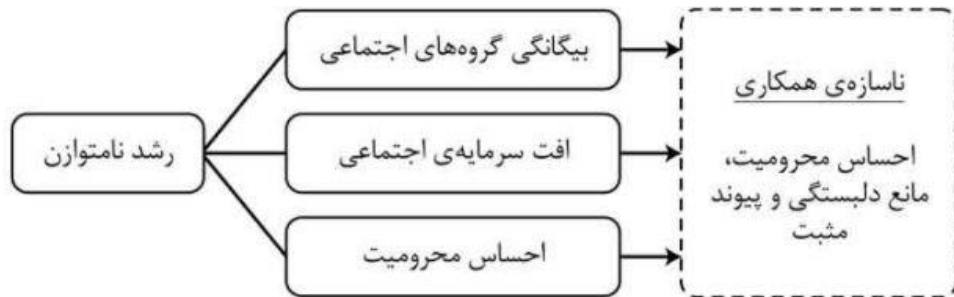 رشد نامتوازن
بیگانگی گروه‌های اجتماعی
افت سرمایه‌ی اجتماعی
احساس محرومیت
ناسازه‌ی همکاری
احساس محرومیت،
مانع دلبستگی و پیوند
مثبت